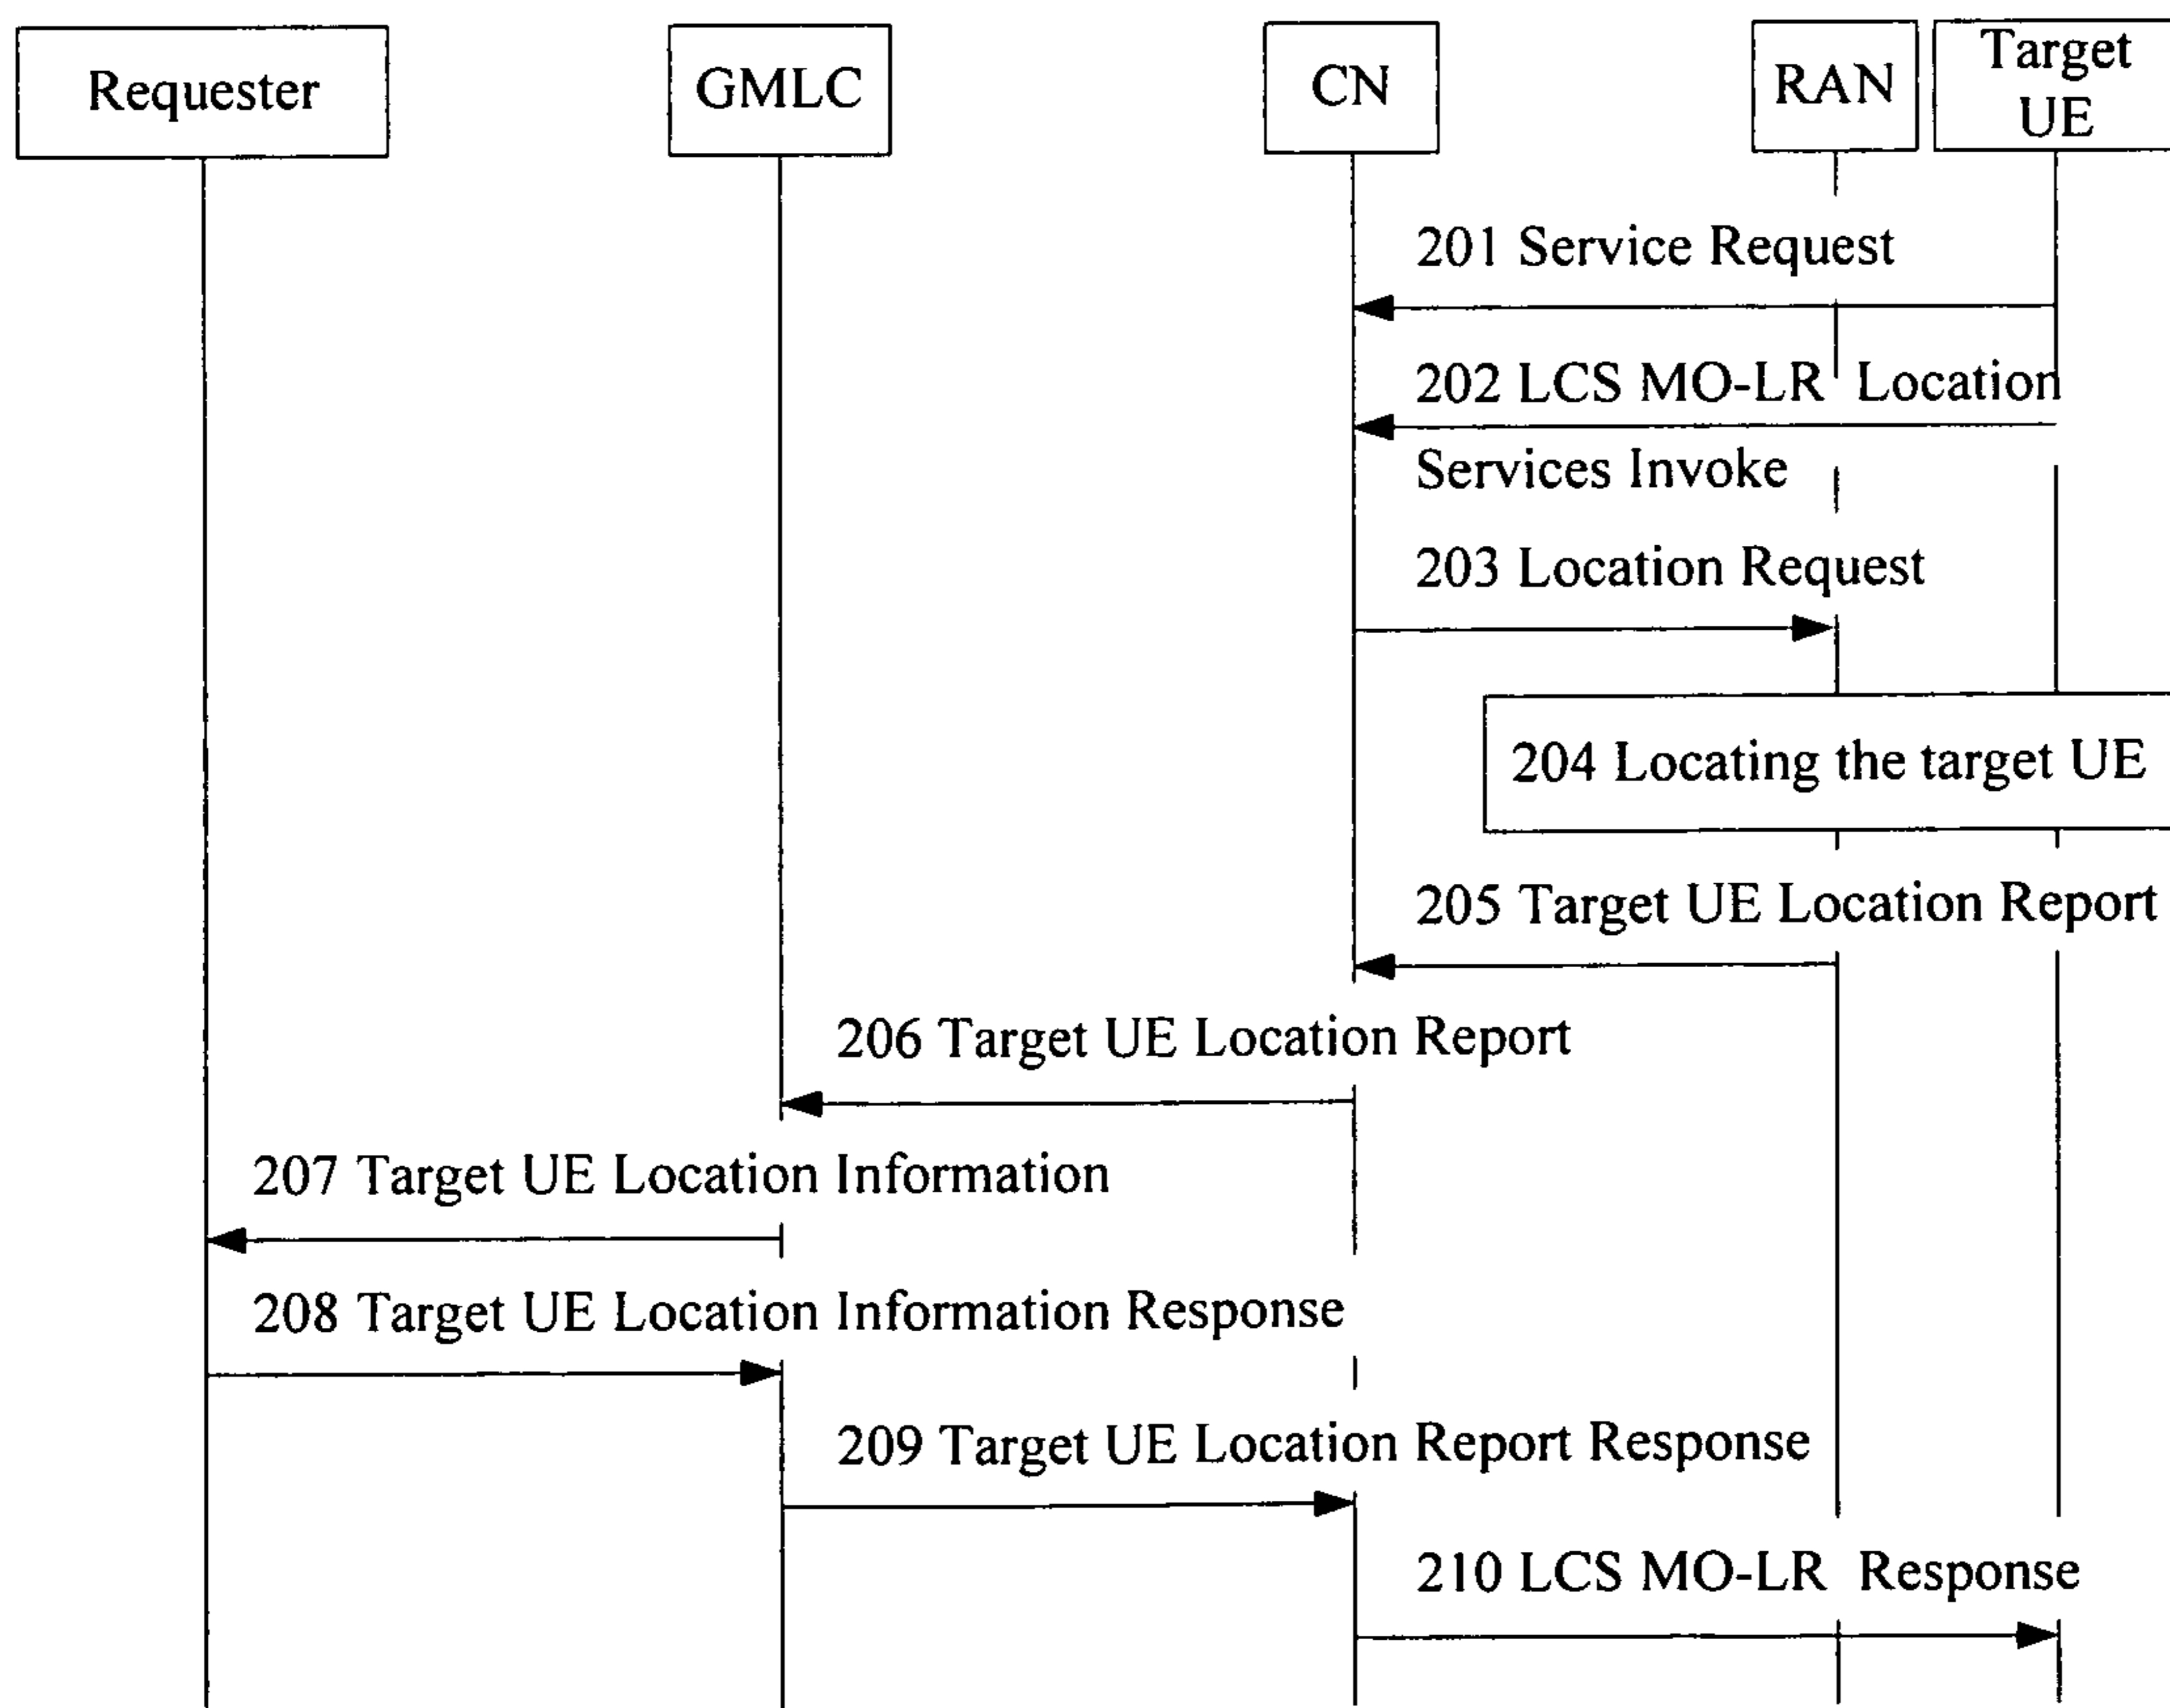 Requester
GMLC
CN
RAN
Target
UE
201 Service Request
202 LCS MO-LR Location
Services Invoke
203 Location Request
204 Locating the target UE
205 Target UE Location Report
206 Target UE Location Report
207 Target UE Location Information
208 Target UE Location Information Response
209 Target UE Location Report Response
210 LCS MO-LR Response